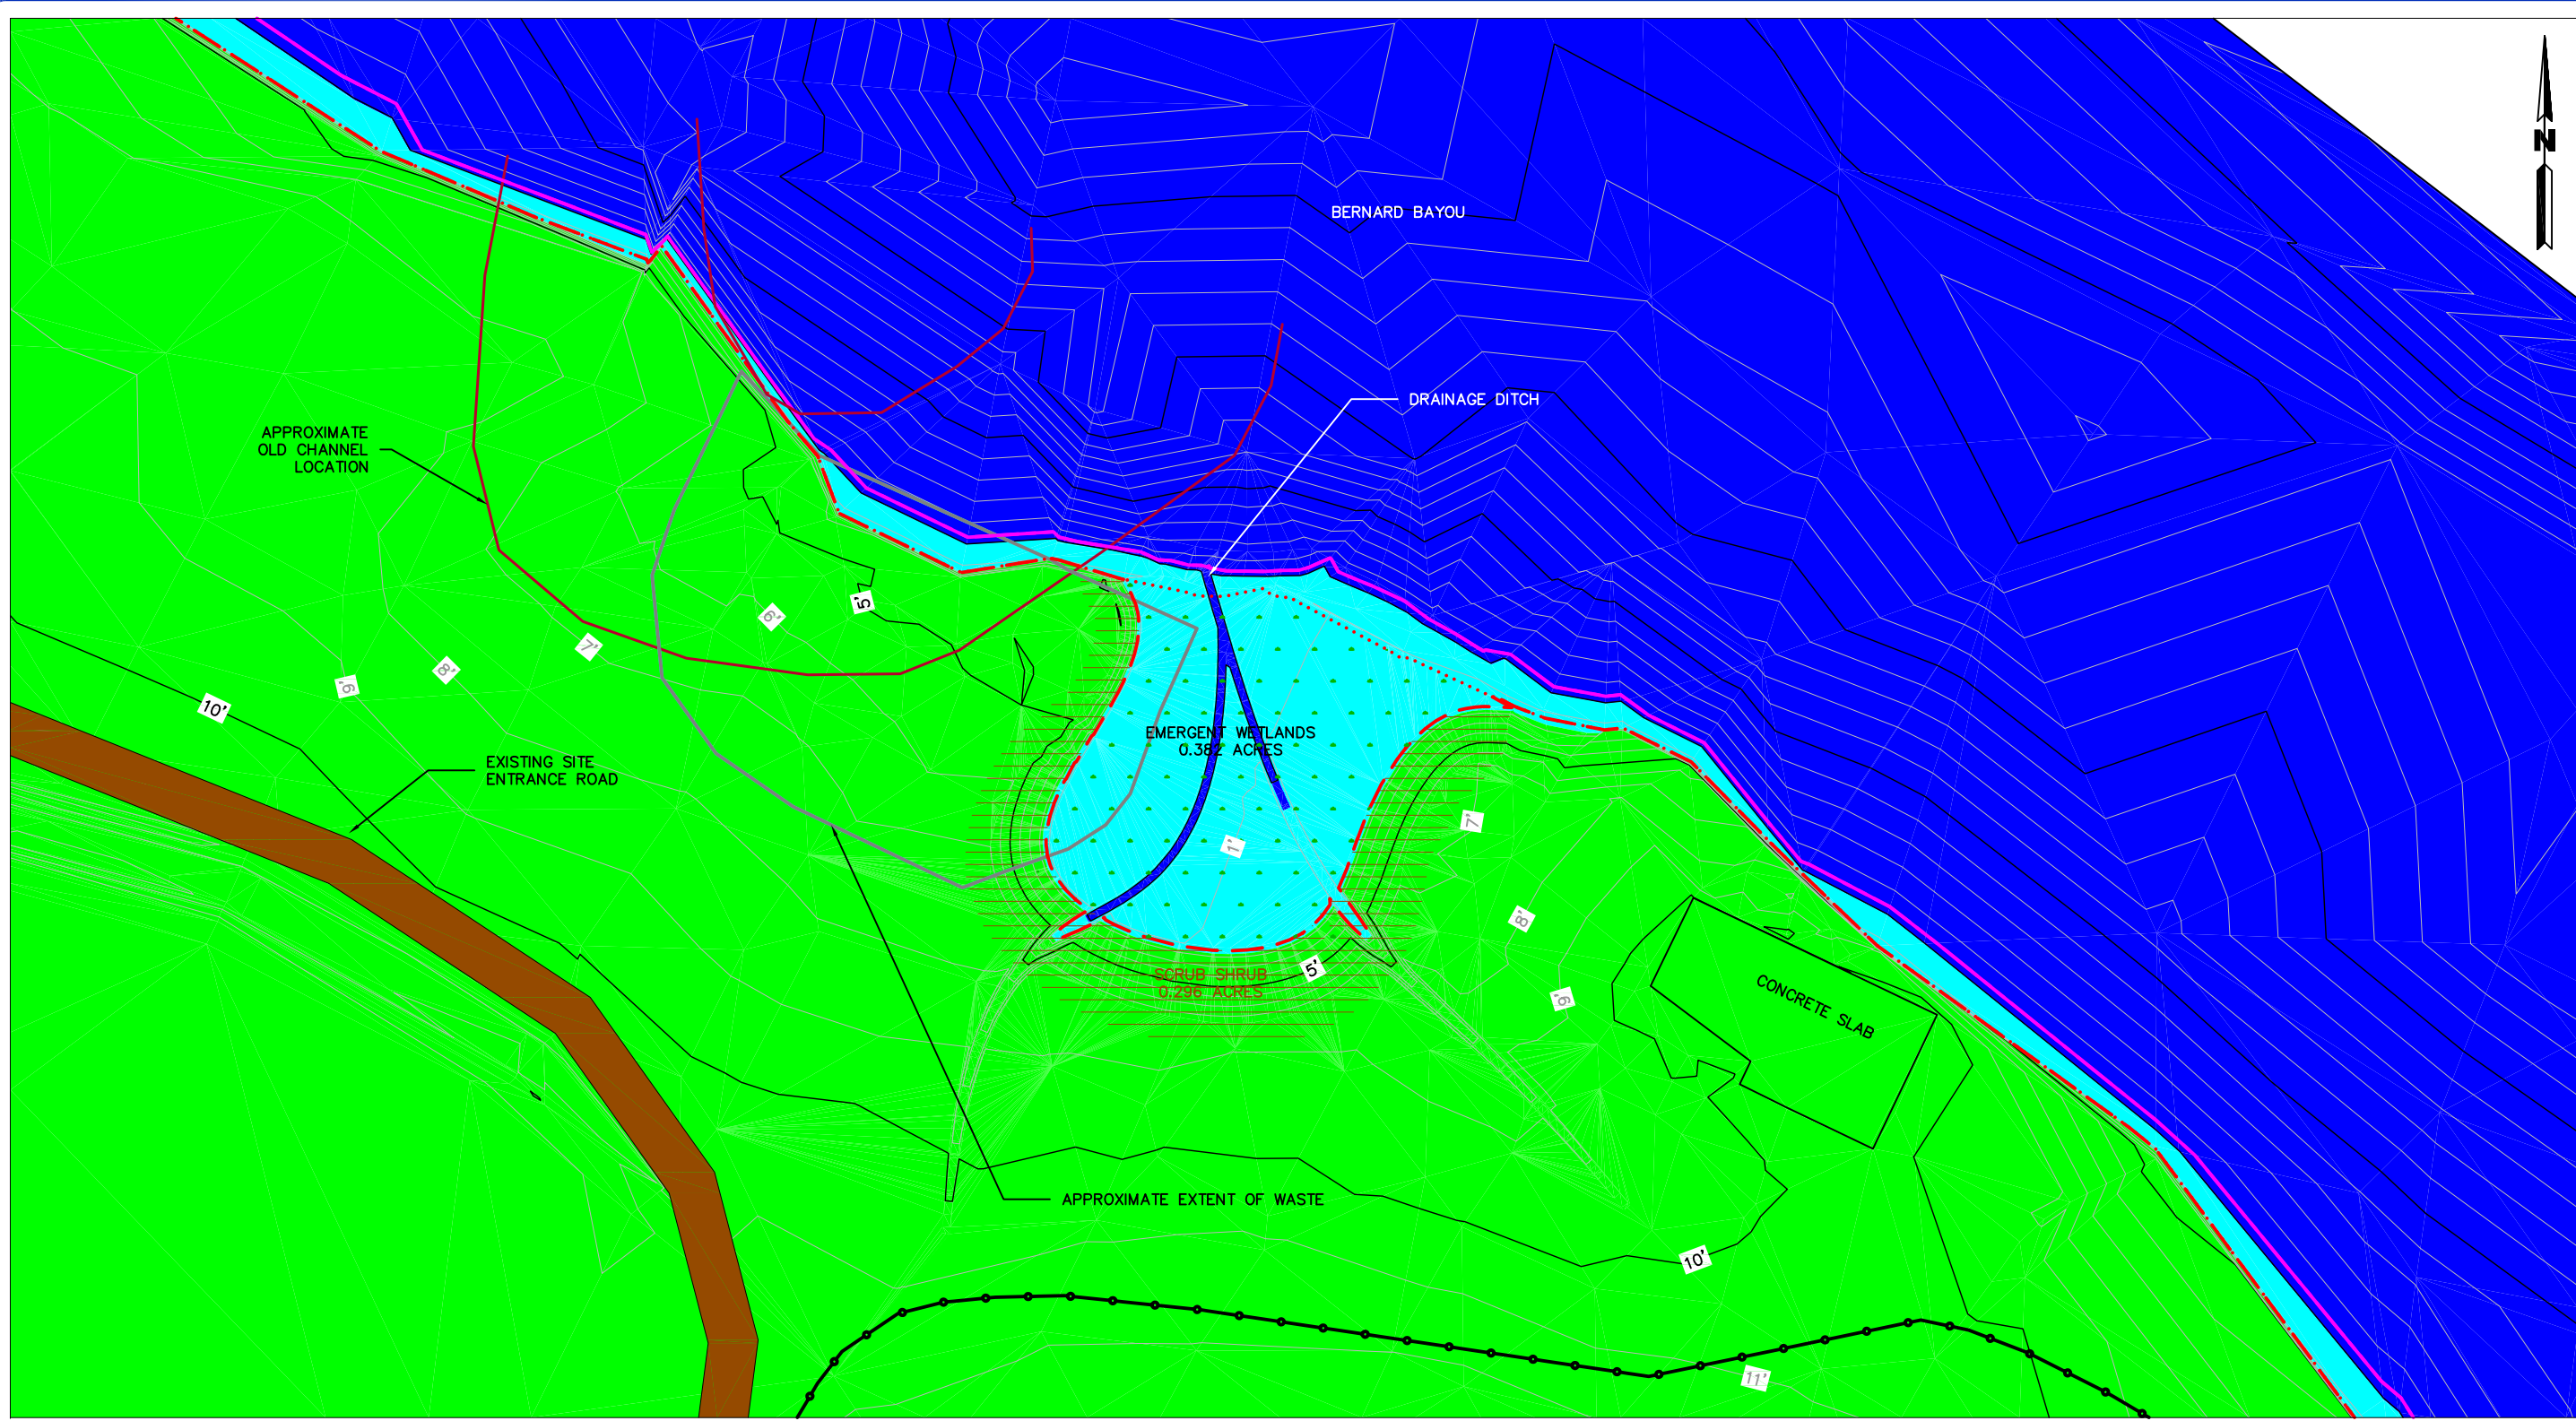 N
BERNARD BAYOU
DRAINAGE DITCH
APPROXIMATE
OLD CHANNEL
LOCATION
5'
6'
7'
8'
9'
10'
EXISTING SITE
ENTRANCE ROAD
EMERGENT WETLANDS
0.382 ACRES
7'
1'
8'
SCRUB SHRUB
0.296 ACRES
5'
9'
CONCRETE SLAB
APPROXIMATE EXTENT OF WASTE
10'
11'